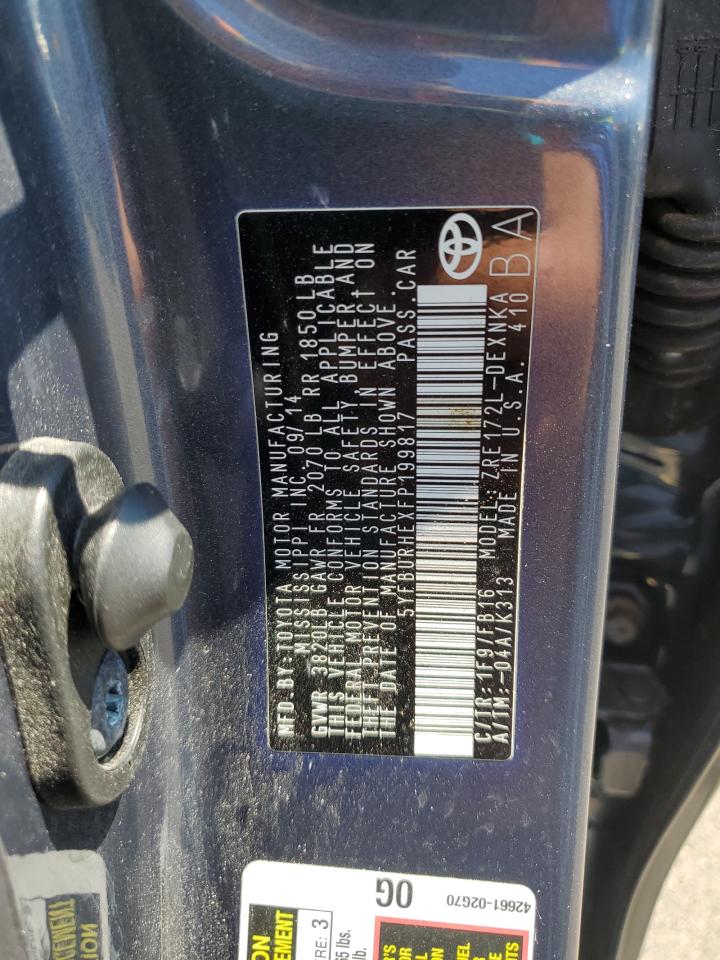 MFD BY: TOYOTA MOTOR MANUFACTURING
MISSISSIPPI INC. 09/14
GVWR 3820LB GAWR FR 2070 LB RR 1850 LB
THIS VEHICLE CONFORMS TO ALL APPLICABLE
FEDERAL MOTOR VEHICLE SAFETY, BUMPER, AND
THEFT PREVENTION STANDARDS IN EFFECT ON
THE DATE OF MANUFACTURE SHOWN ABOVE.
5YFBURHEXFP199817 PASS.CAR
C/TR: 1F9/FB16 MODEL: ZRE172L-DEXNKA
A/TM: -04A/K313 MADE IN U.S.A. 410
BA
0G
42661-02G70